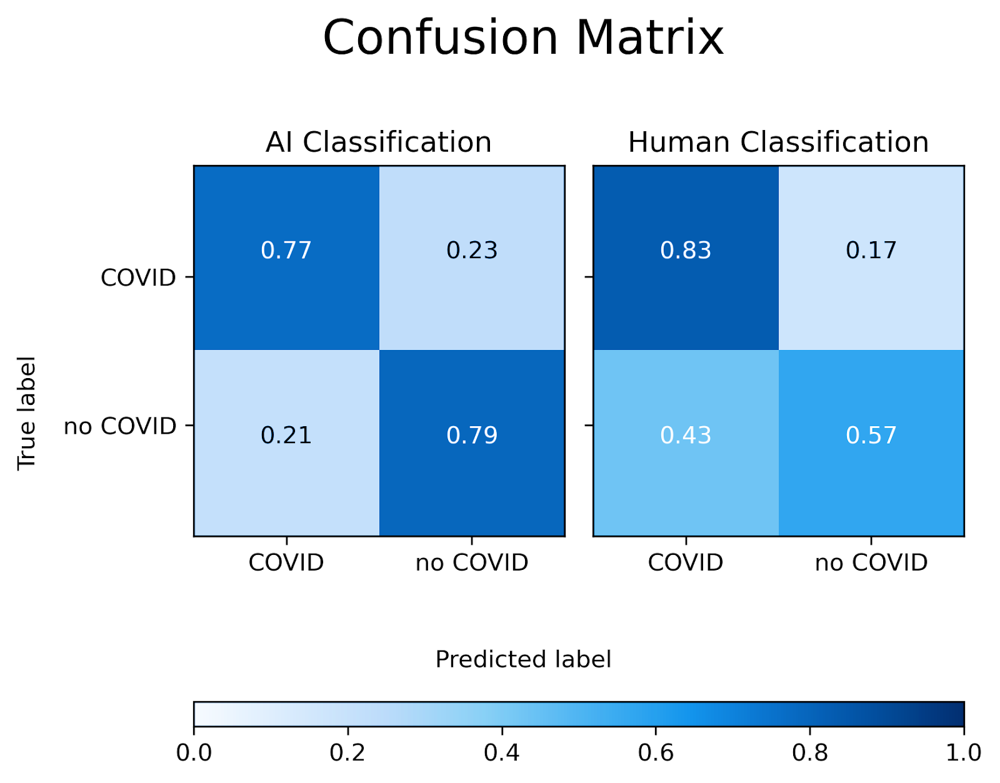 Confusion Matrix
AI Classification
Human Classification
0.77
0.23
0.83
0.17
COVID
True label
no COVID
0.21
0.79
0.43
0.57
COVID
no COVID
COVID
no COVID
Predicted label
0.0
0.2
0.4
0.6
0.8
1.0